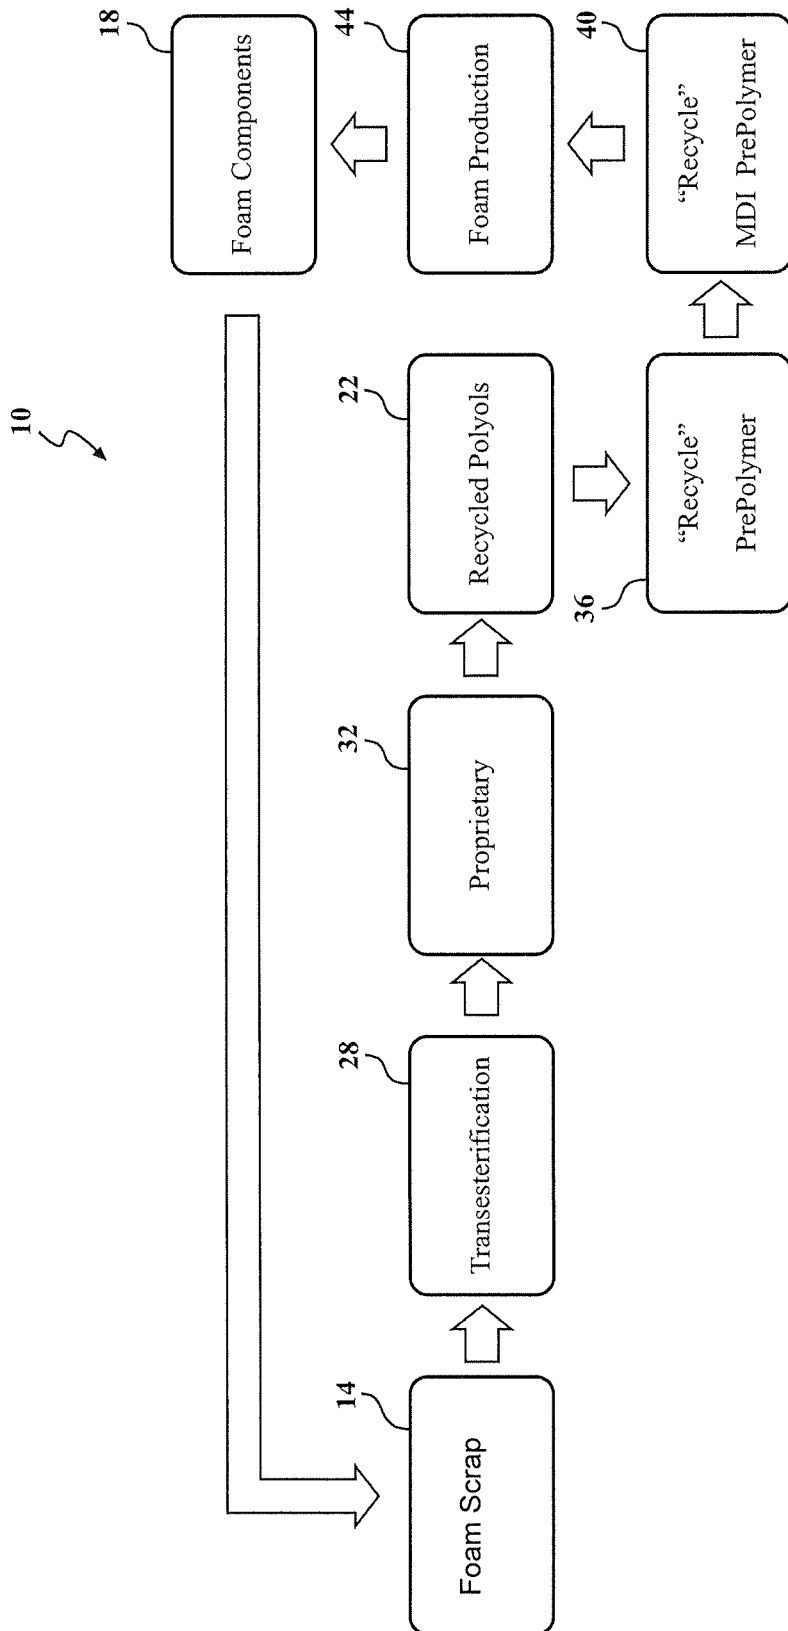 10
18
Foam Components
14
Foam Scrap
28
Transesterification
32
Proprietary
22
Recycled Polyols
44
Foam Production
36
“Recycle”
PrePolymer
40
“Recycle”
MDI PrePolymer